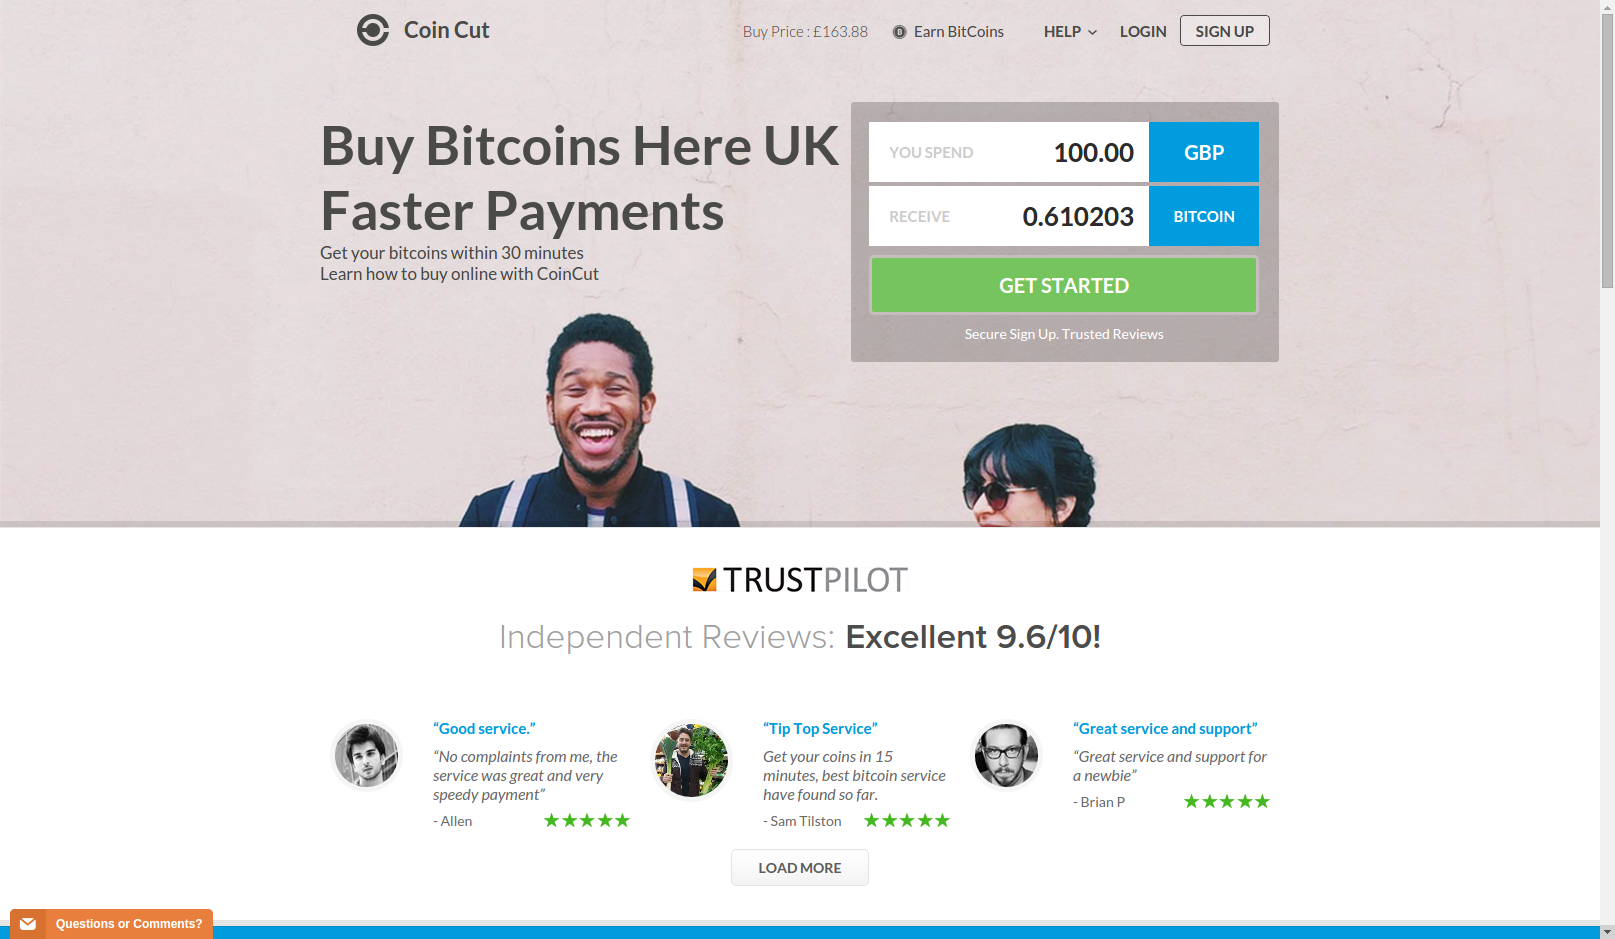 Coin Cut
Buy Price : £163.88
Earn BitCoins
HELP
LOGIN
SIGN UP
Buy Bitcoins Here UK
Faster Payments
Get your bitcoins within 30 minutes
Learn how to buy online with CoinCut
YOU SPEND 100.00 GBP
RECEIVE 0.610203 BITCOIN
GET STARTED
Secure Sign Up. Trusted Reviews
TRUSTPILOT
Independent Reviews: Excellent 9.6/10!
“Good service.”
“No complaints from me, the
service was great and very
speedy payment”
- Allen
“Tip Top Service”
Get your coins in 15
minutes, best bitcoin service
have found so far.
- Sam Tilston
“Great service and support”
“Great service and support for
a newbie”
- Brian P
LOAD MORE
Questions or Comments?